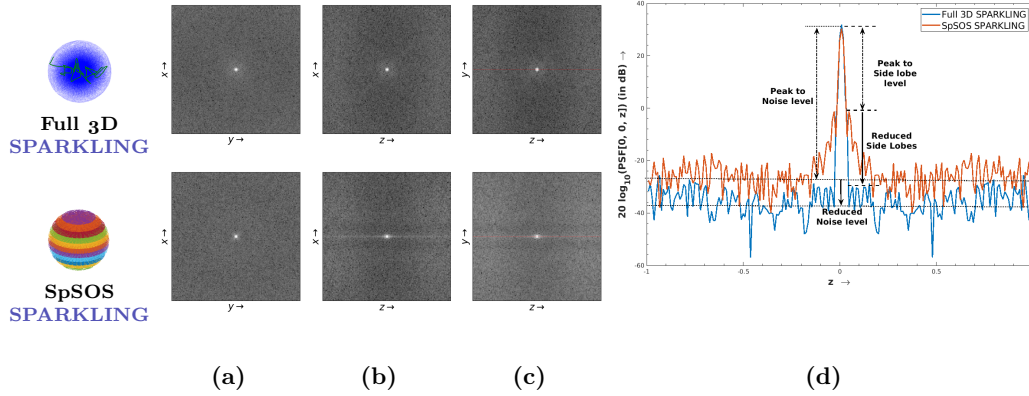 Full 3D
SPARKLING
x→
y→
x→
z→
y→
z→
SpSOS
SPARKLING
x→
y→
x→
z→
y→
z→
20 log10(PSF[0, 0, z]) (in dB) →
40
20
0
-20
-40
-60
-1
-0.5
0
0.5
z →
Full 3D SPARKLING
SpSOS SPARKLING
Peak to
Noise level
Peak to
Side lobe
level
Reduced
Side Lobes
Reduced
Noise level
(a)
(b)
(c)
(d)